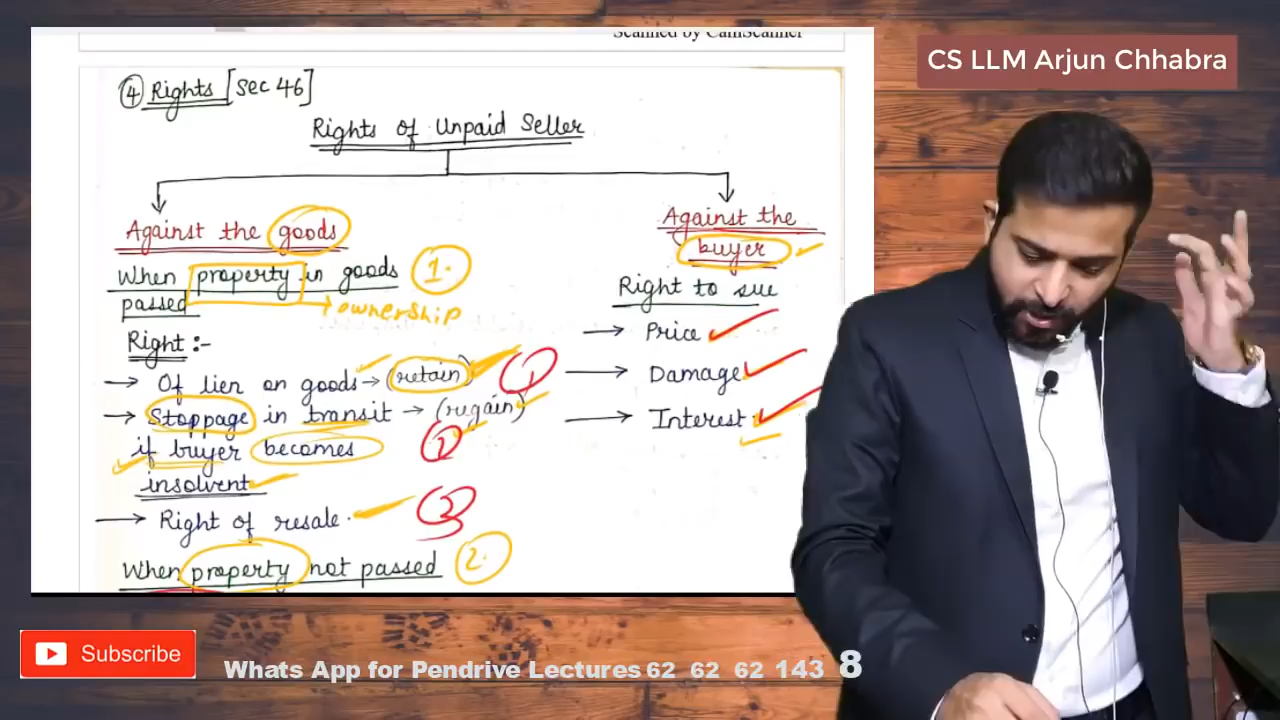 Scanned by CamScanner
CS LLM Arjun Chhabra
④ Rights [Sec 46]
Rights of Unpaid Seller
Against the goods
When property in goods 1.
passed → ownership
Right :-
→ Of lien on goods → (retain) 1
→ Stoppage in transit → (regain)
if buyer becomes 2
insolvent
→ Right of resale. 3
When property not passed 2.
Against the
buyer
Right to sue
→ Price
→ Damage
→ Interest
Subscribe
Whats App for Pendrive Lectures 62 62 62 143 8